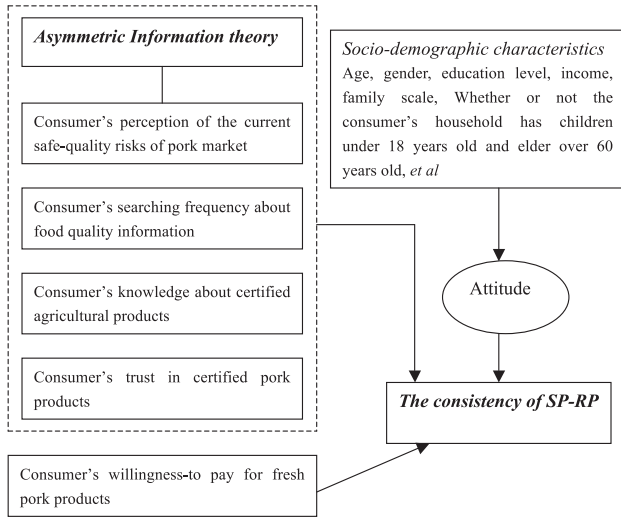 Asymmetric Information theory
Consumer's perception of the current
safe-quality risks of pork market
Consumer's searching frequency about
food quality information
Consumer's knowledge about certified
agricultural products
Consumer's trust in certified pork
products
Consumer's willingness-to pay for fresh
pork products
Socio-demographic characteristics
Age, gender, education level, income,
family scale, Whether or not the
consumer's household has children
under 18 years old and elder over 60
years old, et al
Attitude
The consistency of SP-RP